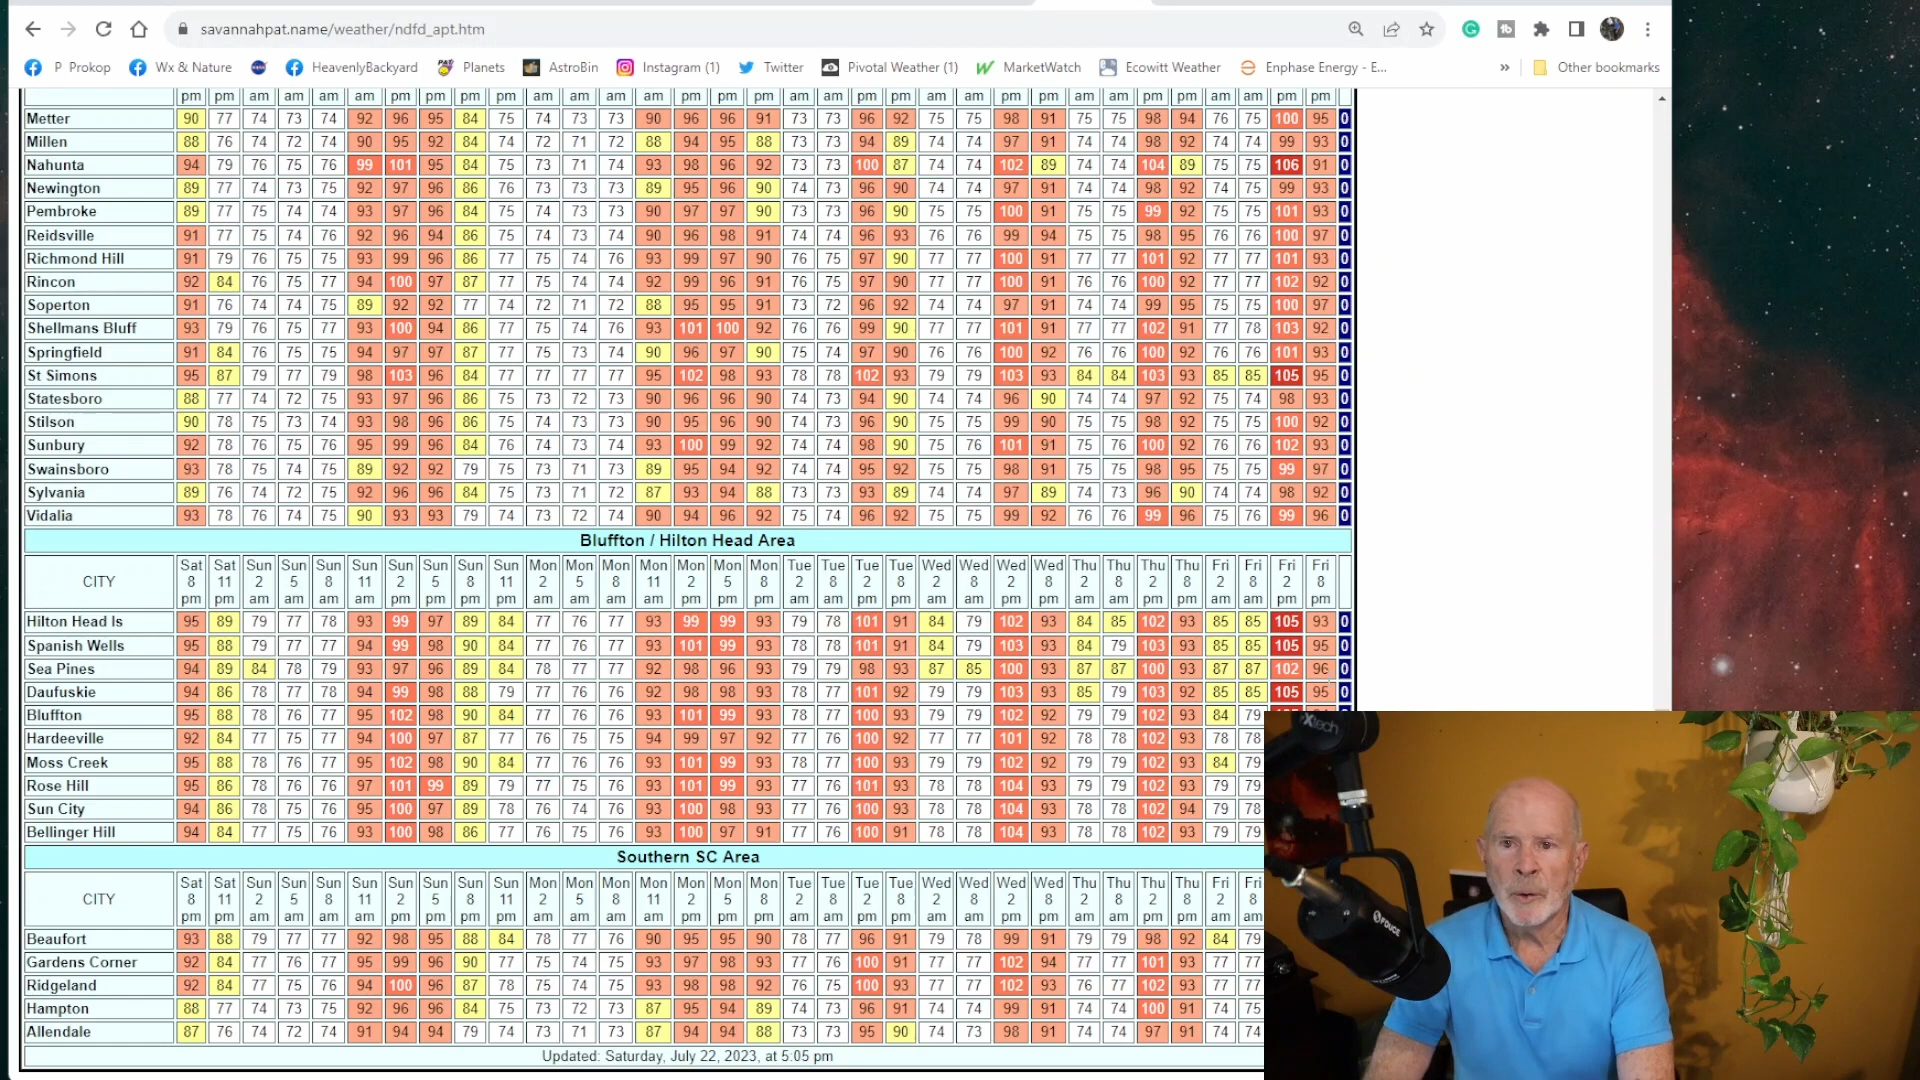 savannahpat.name/weather/ndfd_apt.htm
P Prokop Wx & Nature HeavenlyBackyard Planets AstroBin Instagram (1) Twitter Pivotal Weather (1) MarketWatch Ecowitt Weather Enphase Energy - E... » Other bookmarks
pm pm am am am am pm pm pm pm am am am am pm pm pm am am pm pm am am pm pm am am pm pm am am pm pm
Metter 90 77 74 73 74 92 96 95 84 75 74 73 73 90 96 96 91 73 73 96 92 75 75 98 91 75 75 98 94 76 75 100 95 0
Millen 88 76 74 72 74 90 95 92 84 74 72 71 72 88 94 95 88 73 73 94 89 74 74 97 91 74 74 98 92 74 75 99 93 0
Nahunta 94 79 76 75 76 99 101 95 84 75 73 71 74 93 98 96 92 73 73 100 87 74 74 102 89 74 74 104 89 75 75 106 91 0
Newington 89 77 74 73 75 92 97 96 86 76 73 73 73 89 95 96 90 74 73 96 90 74 74 97 91 74 74 98 92 74 75 99 93 0
Pembroke 89 77 75 74 74 93 97 96 84 75 74 73 73 90 97 97 90 73 73 96 90 75 75 100 91 75 75 99 92 75 75 101 93 0
Reidsville 91 77 75 74 76 92 96 94 86 75 74 73 74 90 96 98 91 74 74 96 93 76 76 99 94 75 75 98 95 76 76 100 97 0
Richmond Hill 91 79 76 75 75 93 99 96 86 77 75 74 76 93 99 97 90 76 75 97 90 77 77 100 91 77 77 101 92 77 77 101 93 0
Rincon 92 84 76 75 77 94 100 97 87 77 75 74 74 92 99 96 91 76 75 97 90 77 77 100 91 76 76 100 92 77 77 102 92 0
Soperton 91 76 74 74 75 89 92 92 77 74 72 71 72 88 95 95 91 73 72 96 92 74 74 97 91 74 74 99 95 75 75 100 97 0
Shellmans Bluff 93 79 76 75 77 93 100 94 86 77 75 74 76 93 101 100 92 76 76 99 90 77 77 101 91 77 77 102 91 77 78 103 92 0
Springfield 91 84 76 75 75 94 97 97 87 77 75 73 74 90 96 97 90 75 74 97 90 76 76 100 92 76 76 100 92 76 76 101 93 0
St Simons 95 87 79 77 79 98 103 96 84 77 77 77 77 95 102 98 93 78 78 102 93 79 79 103 93 84 84 103 93 85 85 105 95 0
Statesboro 88 77 74 72 75 93 97 96 86 75 73 72 73 90 96 96 90 74 73 94 90 74 74 96 90 74 74 97 92 75 74 98 93 0
Stilson 90 78 75 73 74 93 98 96 86 75 74 73 73 90 95 96 90 74 73 96 90 75 75 99 90 75 75 98 92 75 75 100 92 0
Sunbury 92 78 76 75 76 95 99 96 84 76 74 73 74 93 100 99 92 74 74 98 90 75 76 101 91 75 76 100 92 76 76 102 93 0
Swainsboro 93 78 75 74 75 89 92 92 79 75 73 71 73 89 95 94 92 74 74 95 92 75 75 98 91 75 75 98 95 75 75 99 97 0
Sylvania 89 76 74 72 75 92 96 96 84 75 73 71 72 87 93 94 88 73 73 93 89 74 74 97 89 74 73 96 90 74 74 98 92 0
Vidalia 93 78 76 74 75 90 93 93 79 74 73 72 74 90 94 96 92 75 74 96 92 75 75 99 92 76 76 99 96 75 76 99 96 0
Bluffton / Hilton Head Area
CITY Sat Sat Sun Sun Sun Sun Sun Sun Sun Sun Mon Mon Mon Mon Mon Mon Mon Tue Tue Tue Tue Wed Wed Wed Wed Thu Thu Thu Thu Fri Fri Fri Fri
8 11 2 5 8 11 2 5 8 11 2 5 8 11 2 5 8 2 8 2 8 2 8 2 8 2 8 2 8 2 8 2 8
pm pm am am am am pm pm pm pm am am am am pm pm pm am am pm pm am am pm pm am am pm pm am am pm pm
Hilton Head Is 95 89 79 77 78 93 99 97 89 84 77 76 77 93 99 99 93 79 78 101 91 84 79 102 93 84 85 102 93 85 85 105 93 0
Spanish Wells 95 88 79 77 77 94 99 98 90 84 77 76 77 93 101 99 93 78 78 101 91 84 79 103 93 84 79 103 93 85 85 105 95 0
Sea Pines 94 89 84 78 79 93 97 96 89 84 78 77 77 92 98 96 93 79 79 98 93 87 85 100 93 87 87 100 93 87 87 102 96 0
Daufuskie 94 86 78 77 78 94 99 98 88 79 77 76 76 92 98 98 93 78 77 101 92 79 79 103 93 85 79 103 92 85 85 105 95 0
Bluffton 95 88 78 76 77 95 102 98 90 84 77 76 76 93 101 99 93 78 77 100 93 79 79 102 92 79 79 102 93 84 79
Hardeeville 92 84 77 75 77 94 100 97 87 77 76 75 75 94 99 97 92 77 76 100 92 77 77 101 92 78 78 102 93 78 78
Moss Creek 95 88 78 76 77 95 102 98 90 84 77 76 76 93 101 99 93 78 77 100 93 79 79 102 92 79 79 102 93 84 79
Rose Hill 95 86 78 76 76 97 101 99 89 79 77 75 76 93 101 99 93 77 76 101 93 78 78 104 93 79 79 102 93 79 79
Sun City 94 86 78 75 76 95 100 97 89 78 76 74 76 93 100 98 93 77 76 100 93 78 78 104 93 78 78 102 94 79 78
Bellinger Hill 94 84 77 75 76 93 100 98 86 77 76 75 76 93 100 97 91 77 76 100 91 78 78 104 93 78 78 102 93 79 79
Southern SC Area
CITY Sat Sat Sun Sun Sun Sun Sun Sun Sun Sun Mon Mon Mon Mon Mon Mon Mon Tue Tue Tue Tue Wed Wed Wed Wed Thu Thu Thu Thu Fri Fri
8 11 2 5 8 11 2 5 8 11 2 5 8 11 2 5 8 2 8 2 8 2 8 2 8 2 8 2 8 2 8
pm pm am am am am pm pm pm pm am am am am pm pm pm am am pm pm am am pm pm am am pm pm am am
Beaufort 93 88 79 77 77 92 98 95 88 84 78 77 76 90 95 95 90 78 77 96 91 79 78 99 91 79 79 98 92 84 79
Gardens Corner 92 84 77 76 77 95 99 96 90 77 75 74 75 93 97 98 93 77 76 100 91 77 77 102 94 77 77 101 93 77 77
Ridgeland 92 84 77 75 76 94 100 96 87 78 75 74 75 93 98 98 92 76 75 100 93 77 77 102 93 76 77 102 93 77 77
Hampton 88 77 74 73 75 92 96 96 84 75 73 72 73 87 95 94 89 74 73 96 91 74 74 99 91 74 74 100 91 74 75
Allendale 87 76 74 72 74 91 94 94 79 74 73 71 73 87 94 94 88 73 73 95 90 74 73 98 91 74 74 97 91 74 74
Updated: Saturday, July 22, 2023, at 5:05 pm
FDUCE